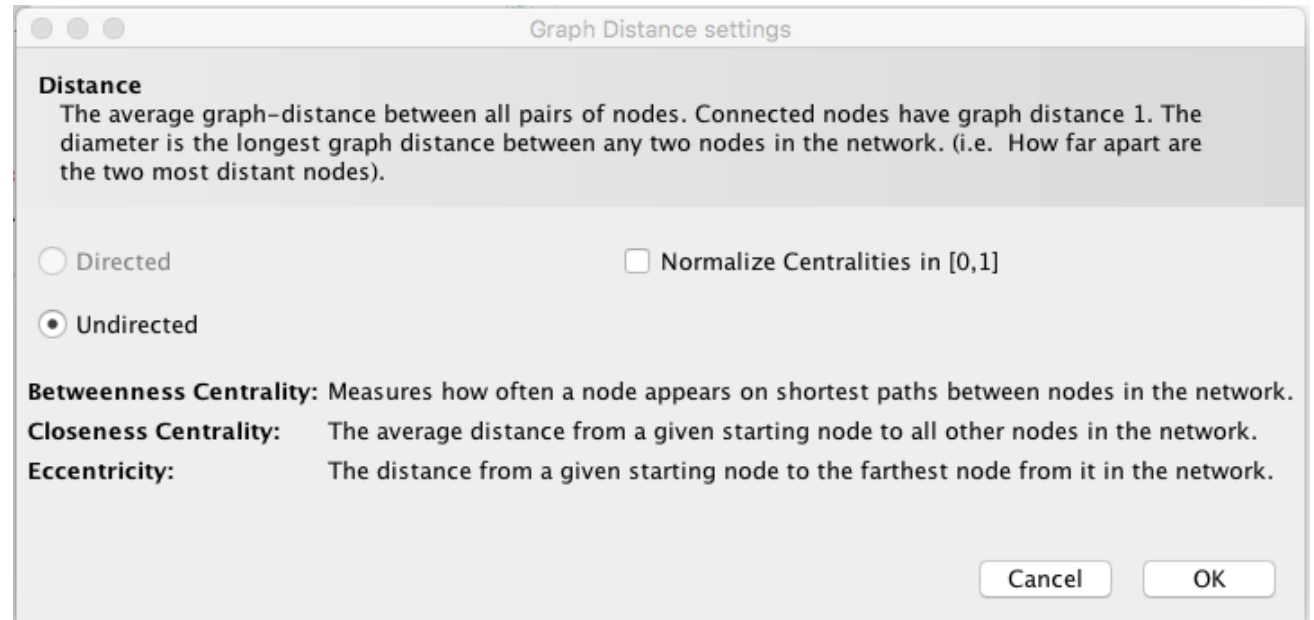 Graph Distance settings
Distance
The average graph-distance between all pairs of nodes. Connected nodes have graph distance 1. The
diameter is the longest graph distance between any two nodes in the network. (i.e. How far apart are
the two most distant nodes).
Directed
Normalize Centralities in [0,1]
Undirected
Betweenness Centrality: Measures how often a node appears on shortest paths between nodes in the network.
Closeness Centrality: The average distance from a given starting node to all other nodes in the network.
Eccentricity: The distance from a given starting node to the farthest node from it in the network.
Cancel
OK